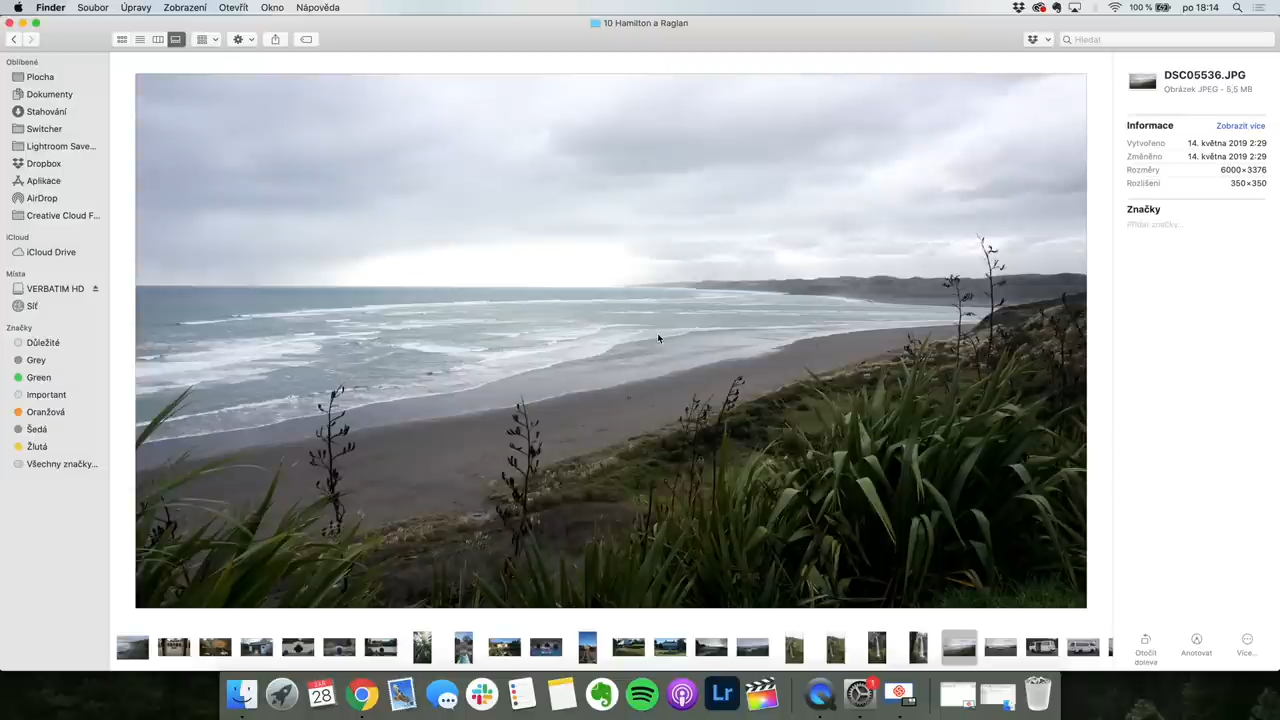 Finder Soubor Úpravy Zobrazení Otevřít Okno Nápověda 100 % po 18:14
10 Hamilton a Raglan
Hledat
Oblíbené
Plocha
Dokumenty
Stahování
Switcher
Lightroom Save...
Dropbox
Aplikace
AirDrop
Creative Cloud F...
iCloud
iCloud Drive
Místa
VERBATIM HD
Síť
Značky
Důležité
Grey
Green
Important
Oranžová
Šedá
Žlutá
Všechny značky...
DSC05536.JPG
Obrázek JPEG - 5,5 MB
Informace Zobrazit více
Vytvořeno 14. května 2019 2:29
Změněno 14. května 2019 2:29
Rozměry 6000×3376
Rozlišení 350×350
Značky
Přidat značky...
Otočit doleva
Anotovat
Více...
28
Lr
1